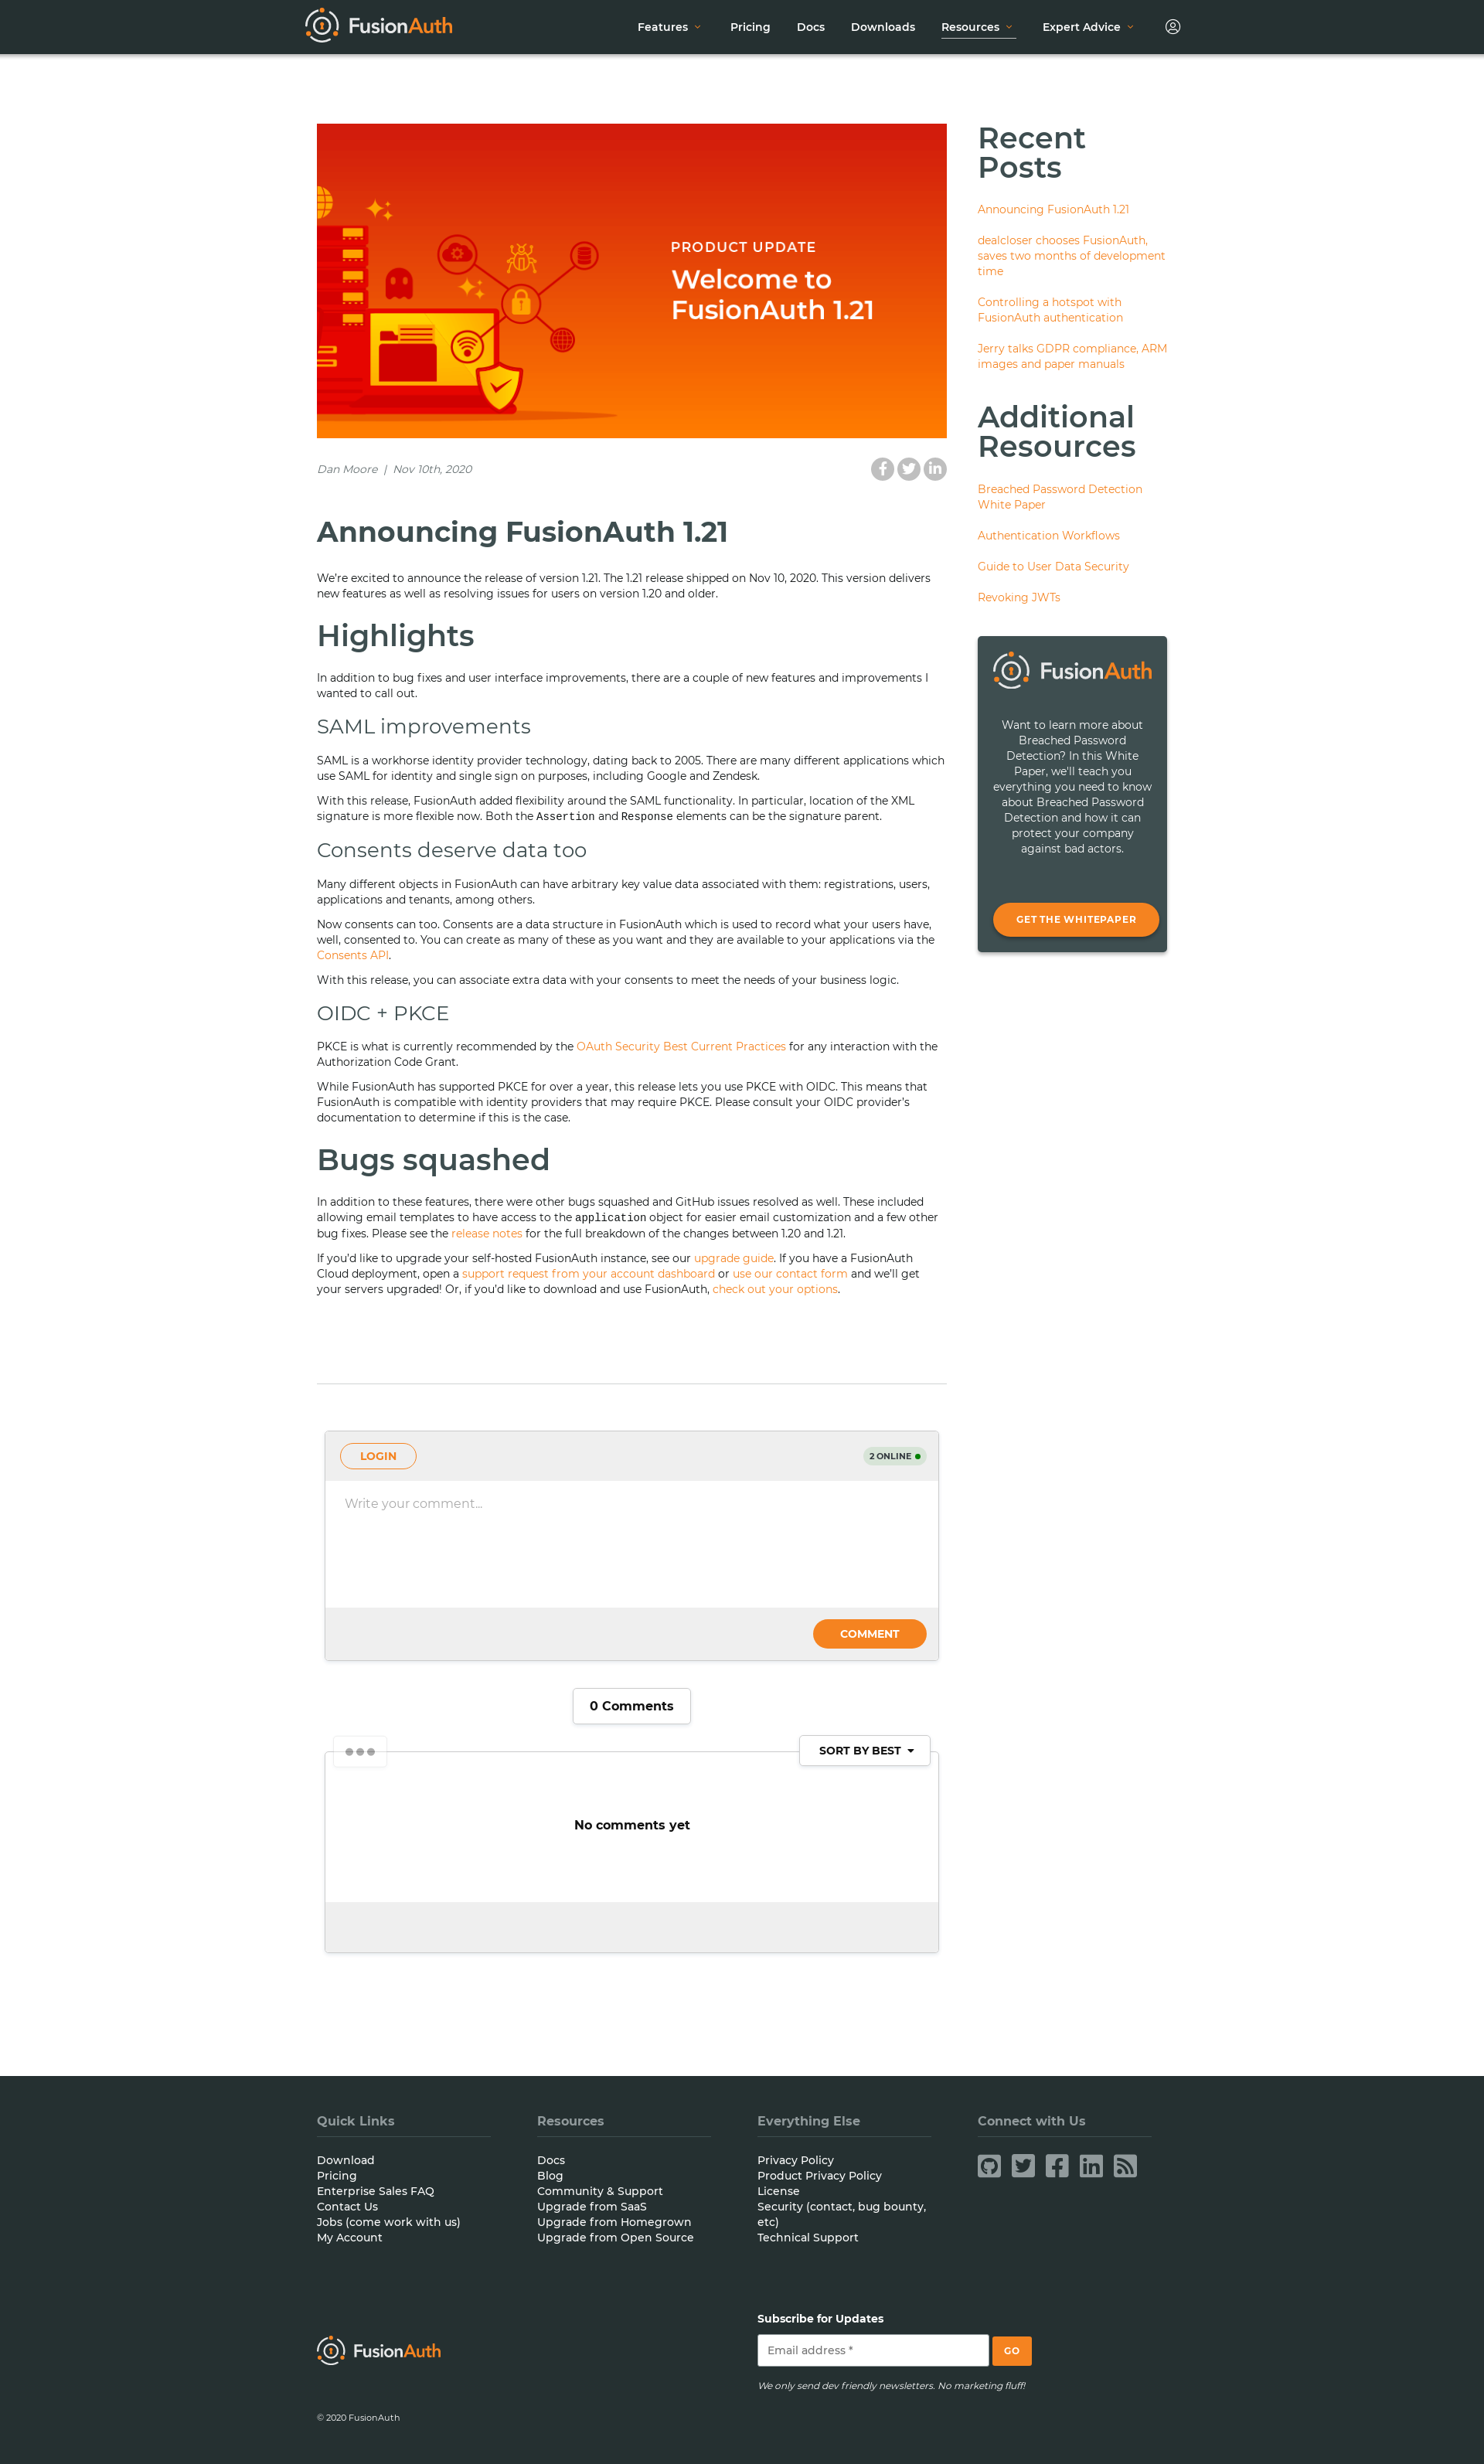 FusionAuth
Features
Pricing
Docs
Downloads
Resources
Expert Advice
PRODUCT UPDATE
Welcome to
FusionAuth 1.21
Dan Moore | Nov 10th, 2020
Announcing FusionAuth 1.21
We're excited to announce the release of version 1.21. The 1.21 release shipped on Nov 10, 2020. This version delivers
new features as well as resolving issues for users on version 1.20 and older.
Highlights
In addition to bug fixes and user interface improvements, there are a couple of new features and improvements I
wanted to call out.
SAML improvements
SAML is a workhorse identity provider technology, dating back to 2005. There are many different applications which
use SAML for identity and single sign on purposes, including Google and Zendesk.
With this release, FusionAuth added flexibility around the SAML functionality. In particular, location of the XML
signature is more flexible now. Both the Assertion and Response elements can be the signature parent.
Consents deserve data too
Many different objects in FusionAuth can have arbitrary key value data associated with them: registrations, users,
applications and tenants, among others.
Now consents can too. Consents are a data structure in FusionAuth which is used to record what your users have,
well, consented to. You can create as many of these as you want and they are available to your applications via the
Consents API.
With this release, you can associate extra data with your consents to meet the needs of your business logic.
OIDC + PKCE
PKCE is what is currently recommended by the OAuth Security Best Current Practices for any interaction with the
Authorization Code Grant.
While FusionAuth has supported PKCE for over a year, this release lets you use PKCE with OIDC. This means that
FusionAuth is compatible with identity providers that may require PKCE. Please consult your OIDC provider's
documentation to determine if this is the case.
Bugs squashed
In addition to these features, there were other bugs squashed and GitHub issues resolved as well. These included
allowing email templates to have access to the application object for easier email customization and a few other
bug fixes. Please see the release notes for the full breakdown of the changes between 1.20 and 1.21.
If you'd like to upgrade your self-hosted FusionAuth instance, see our upgrade guide. If you have a FusionAuth
Cloud deployment, open a support request from your account dashboard or use our contact form and we'll get
your servers upgraded! Or, if you'd like to download and use FusionAuth, check out your options.
Recent
Posts
Announcing FusionAuth 1.21
dealcloser chooses FusionAuth,
saves two months of development
time
Controlling a hotspot with
FusionAuth authentication
Jerry talks GDPR compliance, ARM
images and paper manuals
Additional
Resources
Breached Password Detection
White Paper
Authentication Workflows
Guide to User Data Security
Revoking JWTs
FusionAuth
Want to learn more about
Breached Password
Detection? In this White
Paper, we'll teach you
everything you need to know
about Breached Password
Detection and how it can
protect your company
against bad actors.
GET THE WHITEPAPER
LOGIN
2 ONLINE
Write your comment...
COMMENT
0 Comments
SORT BY BEST
No comments yet
Quick Links
Download
Pricing
Enterprise Sales FAQ
Contact Us
Jobs (come work with us)
My Account
Resources
Docs
Blog
Community & Support
Upgrade from SaaS
Upgrade from Homegrown
Upgrade from Open Source
Everything Else
Privacy Policy
Product Privacy Policy
License
Security (contact, bug bounty,
etc)
Technical Support
Connect with Us
FusionAuth
Subscribe for Updates
Email address *
GO
We only send dev friendly newsletters. No marketing fluff!
© 2020 FusionAuth